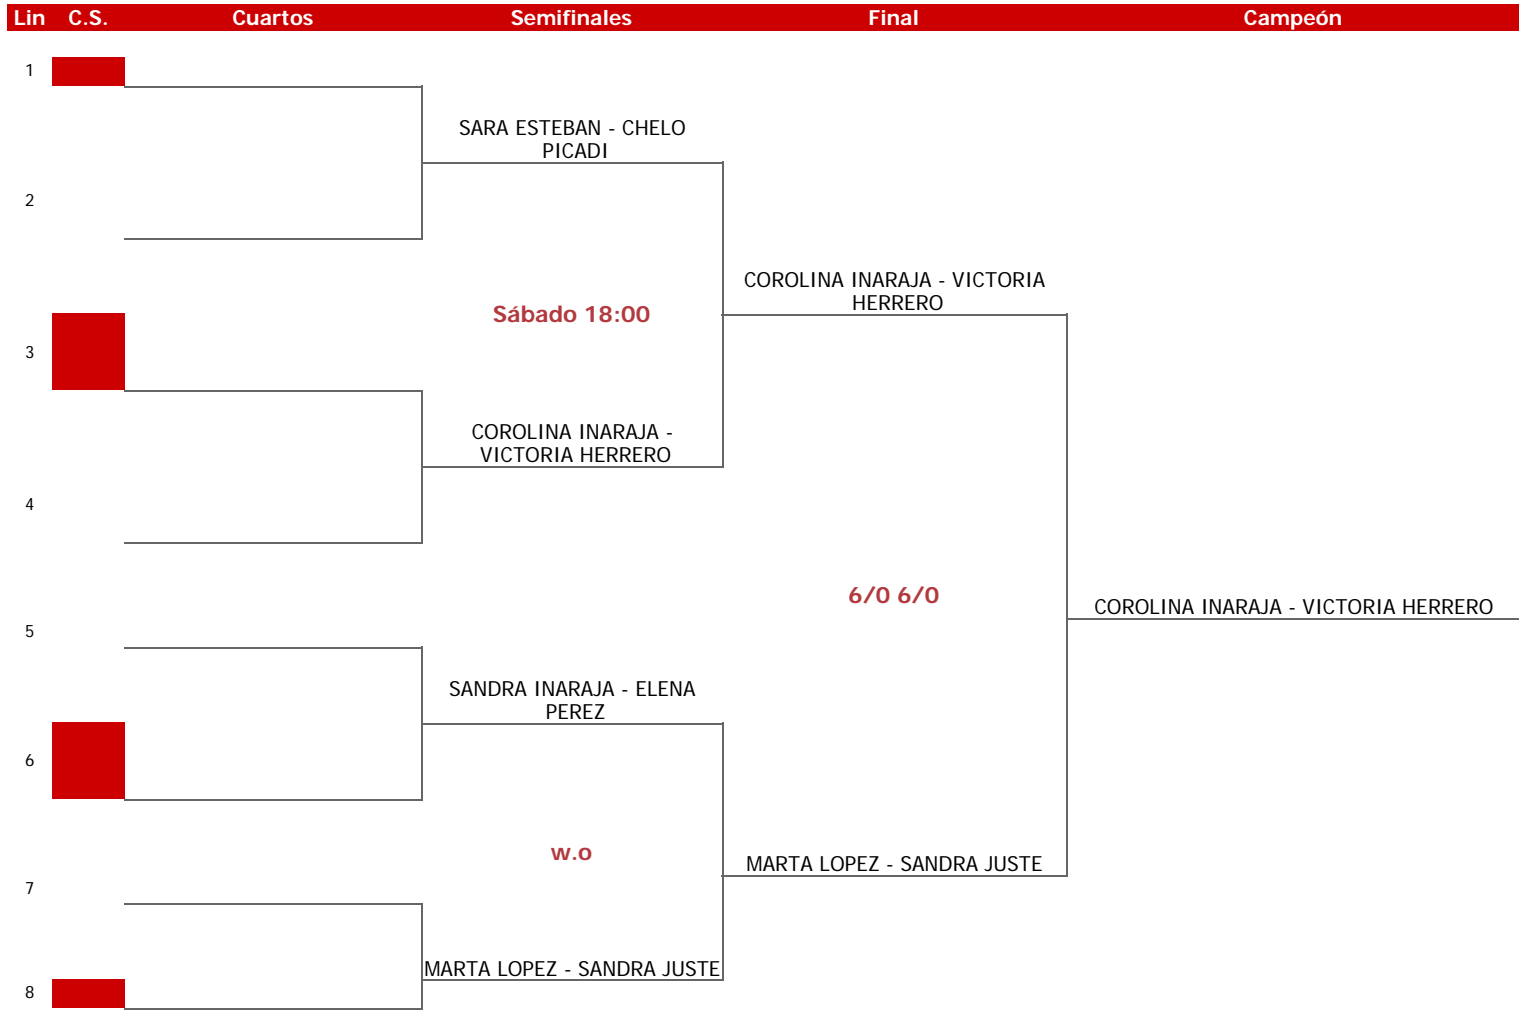 Lin C.S. Cuartos Semifinales Final Campeón
1
SARA ESTEBAN - CHELO
PICADI
2
COROLINA INARAJA - VICTORIA
HERRERO
Sábado 18:00
3
COROLINA INARAJA -
VICTORIA HERRERO
4
6/0 6/0
COROLINA INARAJA - VICTORIA HERRERO
5
SANDRA INARAJA - ELENA
PEREZ
6
w.o
MARTA LOPEZ - SANDRA JUSTE
7
MARTA LOPEZ - SANDRA JUSTE
8